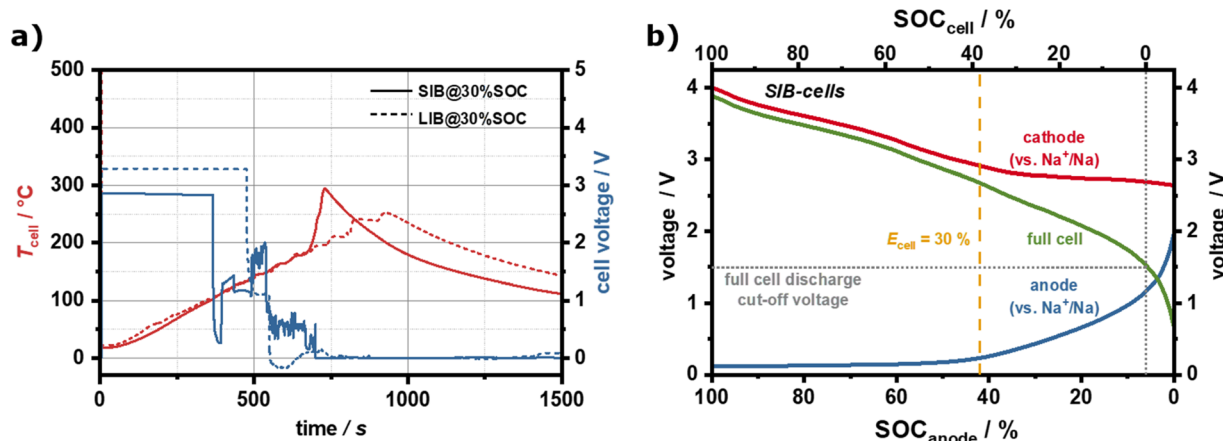 a)
500
400
300
200
100
0
T_cell / °C
SIB@30%SOC
LIB@30%SOC
5
4
3
2
1
0
cell voltage / V
0
500
1000
1500
time / s
b)
SOC_cell / %
100
80
60
40
20
0
4
3
2
1
0
voltage / V
SIB-cells
cathode
(vs. Na⁺/Na)
E_cell = 30 %
full cell
full cell discharge
cut-off voltage
anode
(vs. Na⁺/Na)
4
3
2
1
0
voltage / V
100
80
60
40
20
0
SOC_anode / %